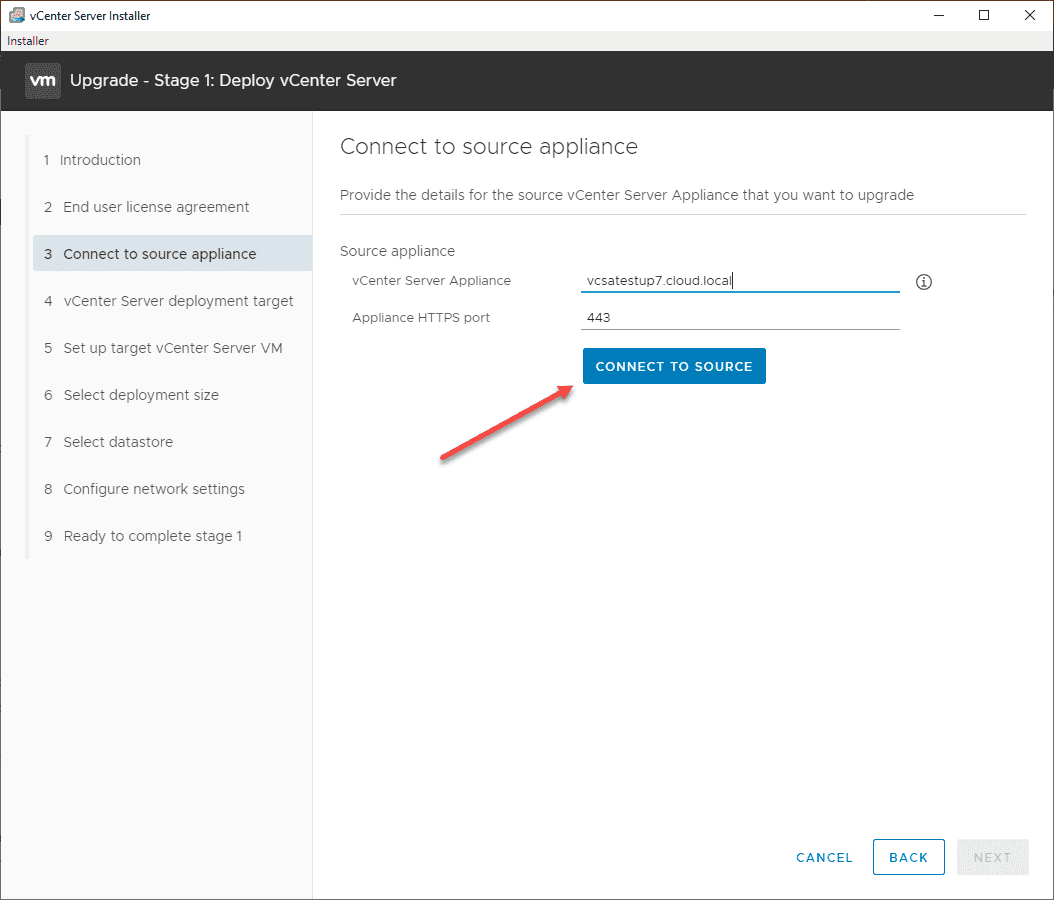 vCenter Server Installer
Installer
vm Upgrade - Stage 1: Deploy vCenter Server
1 Introduction
2 End user license agreement
3 Connect to source appliance
4 vCenter Server deployment target
5 Set up target vCenter Server VM
6 Select deployment size
7 Select datastore
8 Configure network settings
9 Ready to complete stage 1
Connect to source appliance
Provide the details for the source vCenter Server Appliance that you want to upgrade
Source appliance
vCenter Server Appliance vcsatestup7.cloud.local
Appliance HTTPS port 443
CONNECT TO SOURCE
CANCEL BACK NEXT